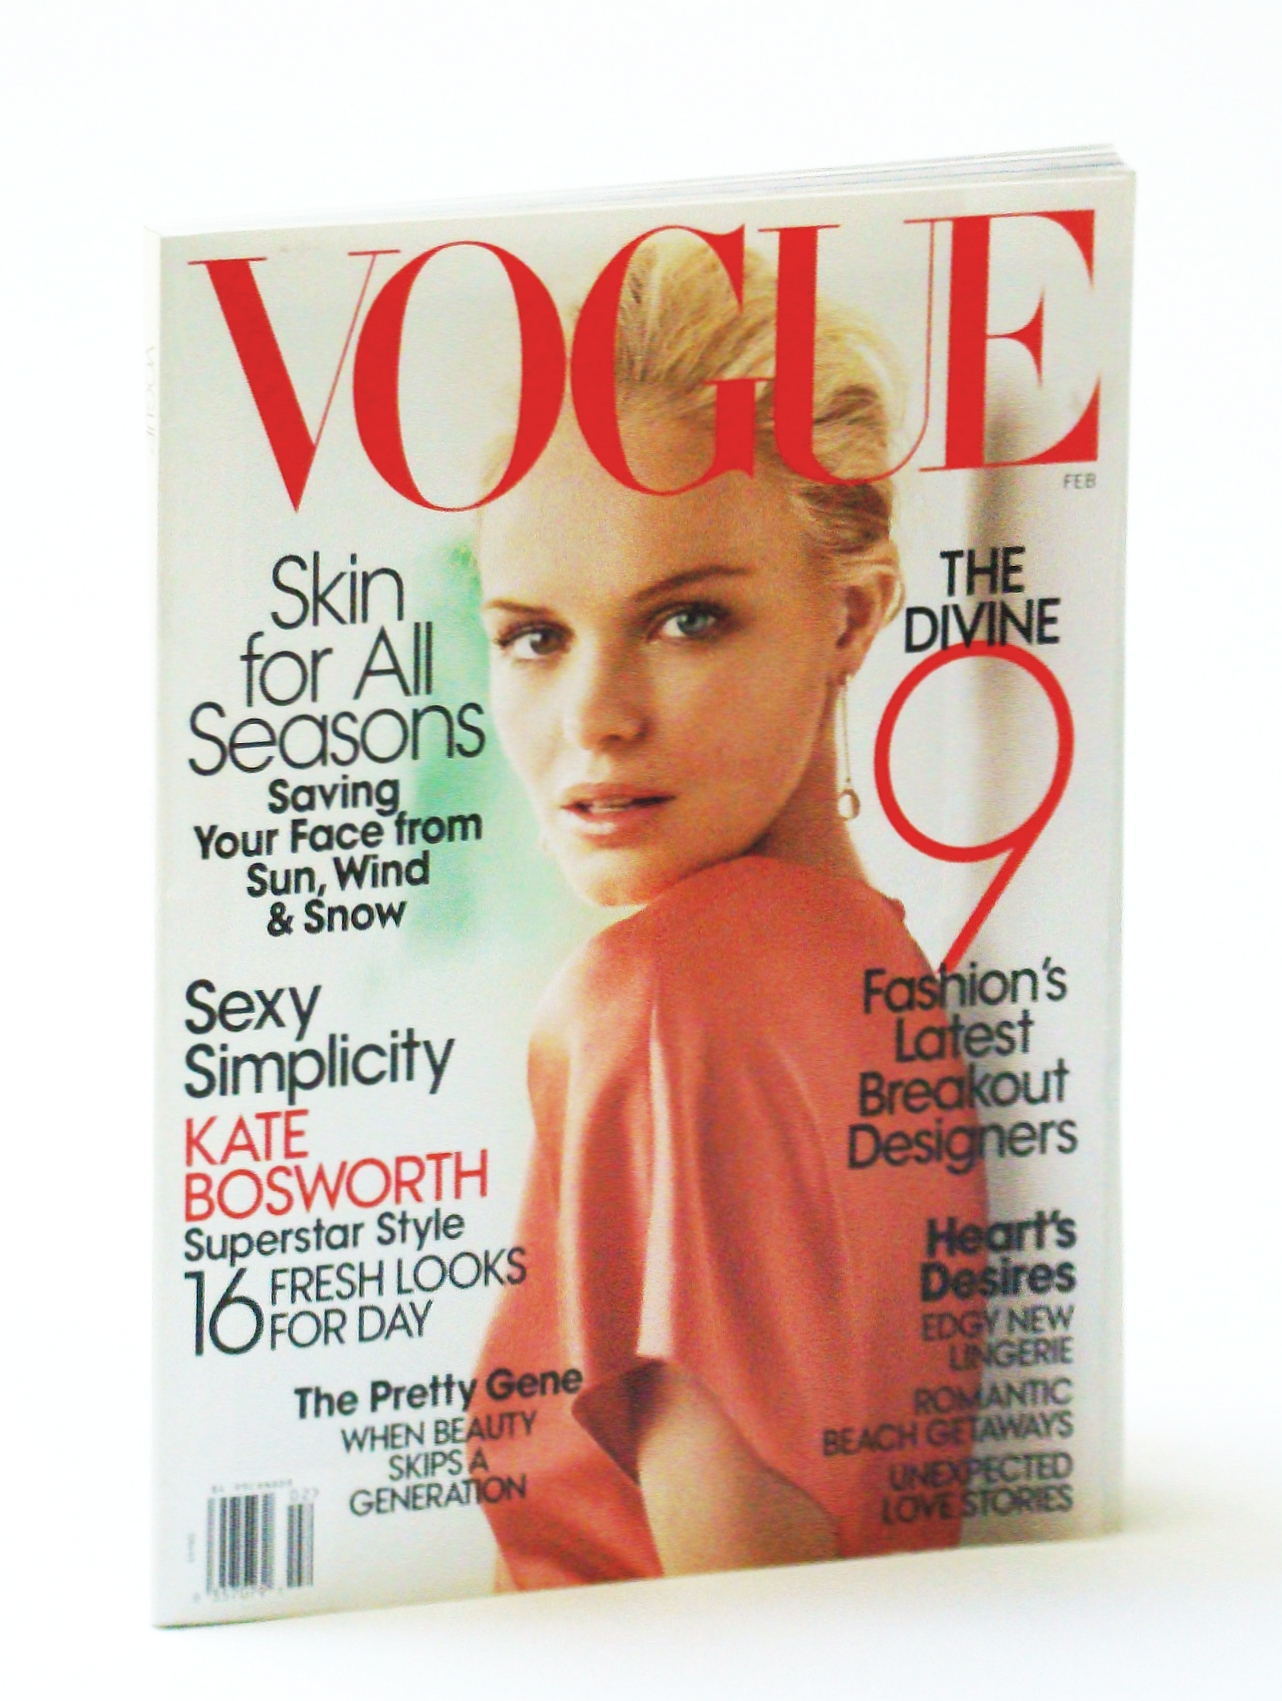 VOGUE
FEB
Skin
for All
Seasons
Saving
Your Face from
Sun, Wind
& Snow
Sexy
Simplicity
KATE
BOSWORTH
Superstar Style
16 FRESH LOOKS
FOR DAY
The Pretty Gene
WHEN BEAUTY
SKIPS A
GENERATION
THE
DIVINE
9
Fashion's
Latest
Breakout
Designers
Heart's
Desires
EDGY NEW
LINGERIE
ROMANTIC
BEACH GETAWAYS
UNEXPECTED
LOVE STORIES
02>
VOGUE